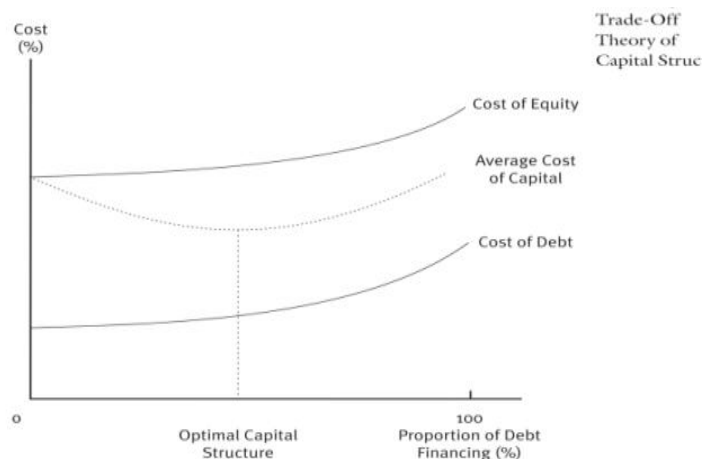 Cost
(%)
Trade-Off
Theory of
Capital Struc
Cost of Equity
Average Cost
of Capital
Cost of Debt
0
100
Optimal Capital
Structure
Proportion of Debt
Financing (%)